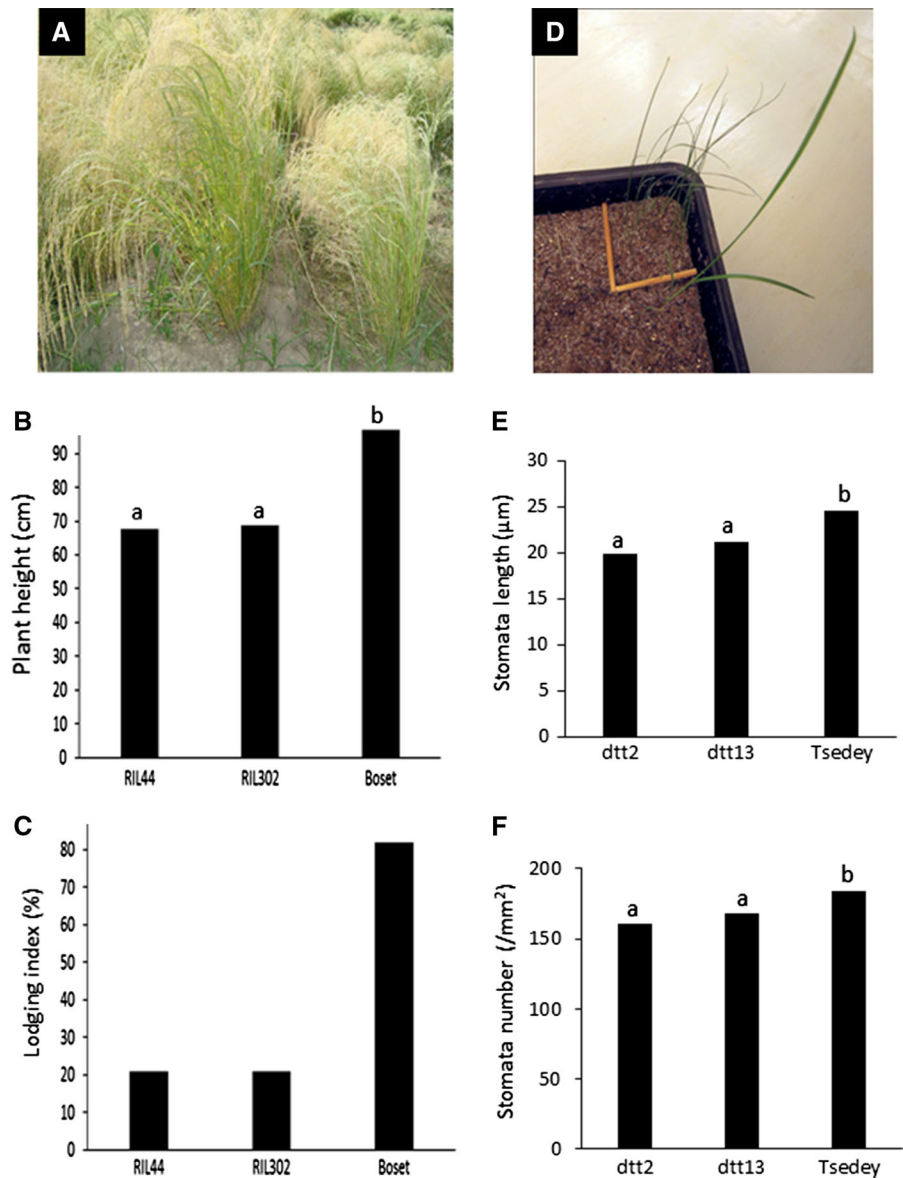 A
D
B
Plant height (cm)
90
80
70
60
50
40
30
20
10
0
a
a
b
RIL44
RIL302
Boset
E
Stomata length (µm)
30
25
20
15
10
5
0
a
a
b
dtt2
dtt13
Tsedey
C
Lodging index (%)
80
70
60
50
40
30
20
10
0
RIL44
RIL302
Boset
F
Stomata number (/mm²)
200
150
100
50
0
a
a
b
dtt2
dtt13
Tsedey